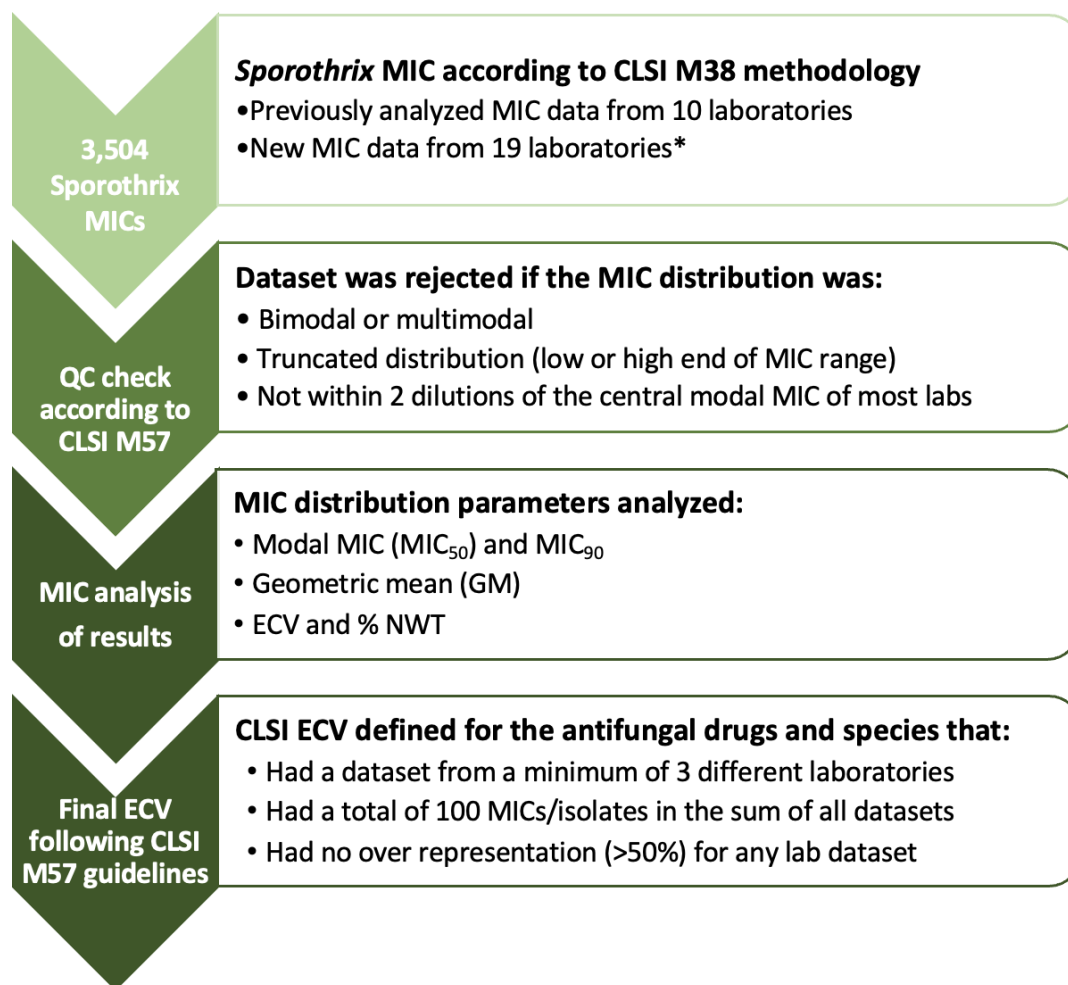 3,504
Sporothrix
MICs
Sporothrix MIC according to CLSI M38 methodology
•Previously analyzed MIC data from 10 laboratories
•New MIC data from 19 laboratories*
QC check
according to
CLSI M57
Dataset was rejected if the MIC distribution was:
• Bimodal or multimodal
• Truncated distribution (low or high end of MIC range)
• Not within 2 dilutions of the central modal MIC of most labs
MIC analysis
of results
MIC distribution parameters analyzed:
• Modal MIC (MIC50) and MIC90
• Geometric mean (GM)
• ECV and % NWT
Final ECV
following CLSI
M57 guidelines
CLSI ECV defined for the antifungal drugs and species that:
• Had a dataset from a minimum of 3 different laboratories
• Had a total of 100 MICs/isolates in the sum of all datasets
• Had no over representation (>50%) for any lab dataset